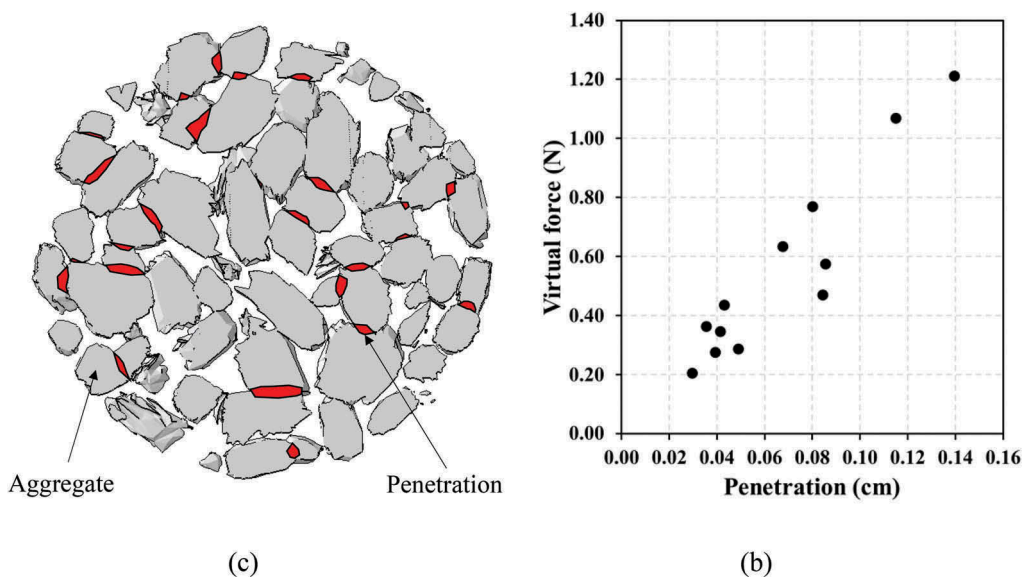 Aggregate
Penetration
(c)
1.40
1.20
1.00
0.80
0.60
0.40
0.20
0.00
Virtual force (N)
0.00 0.02 0.04 0.06 0.08 0.10 0.12 0.14 0.16
Penetration (cm)
(b)